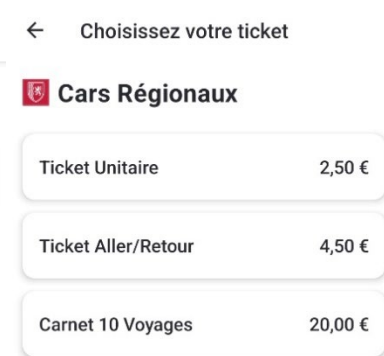 Choisissez votre ticket
Cars Régionaux
Ticket Unitaire 2,50 €
Ticket Aller/Retour 4,50 €
Carnet 10 Voyages 20,00 €